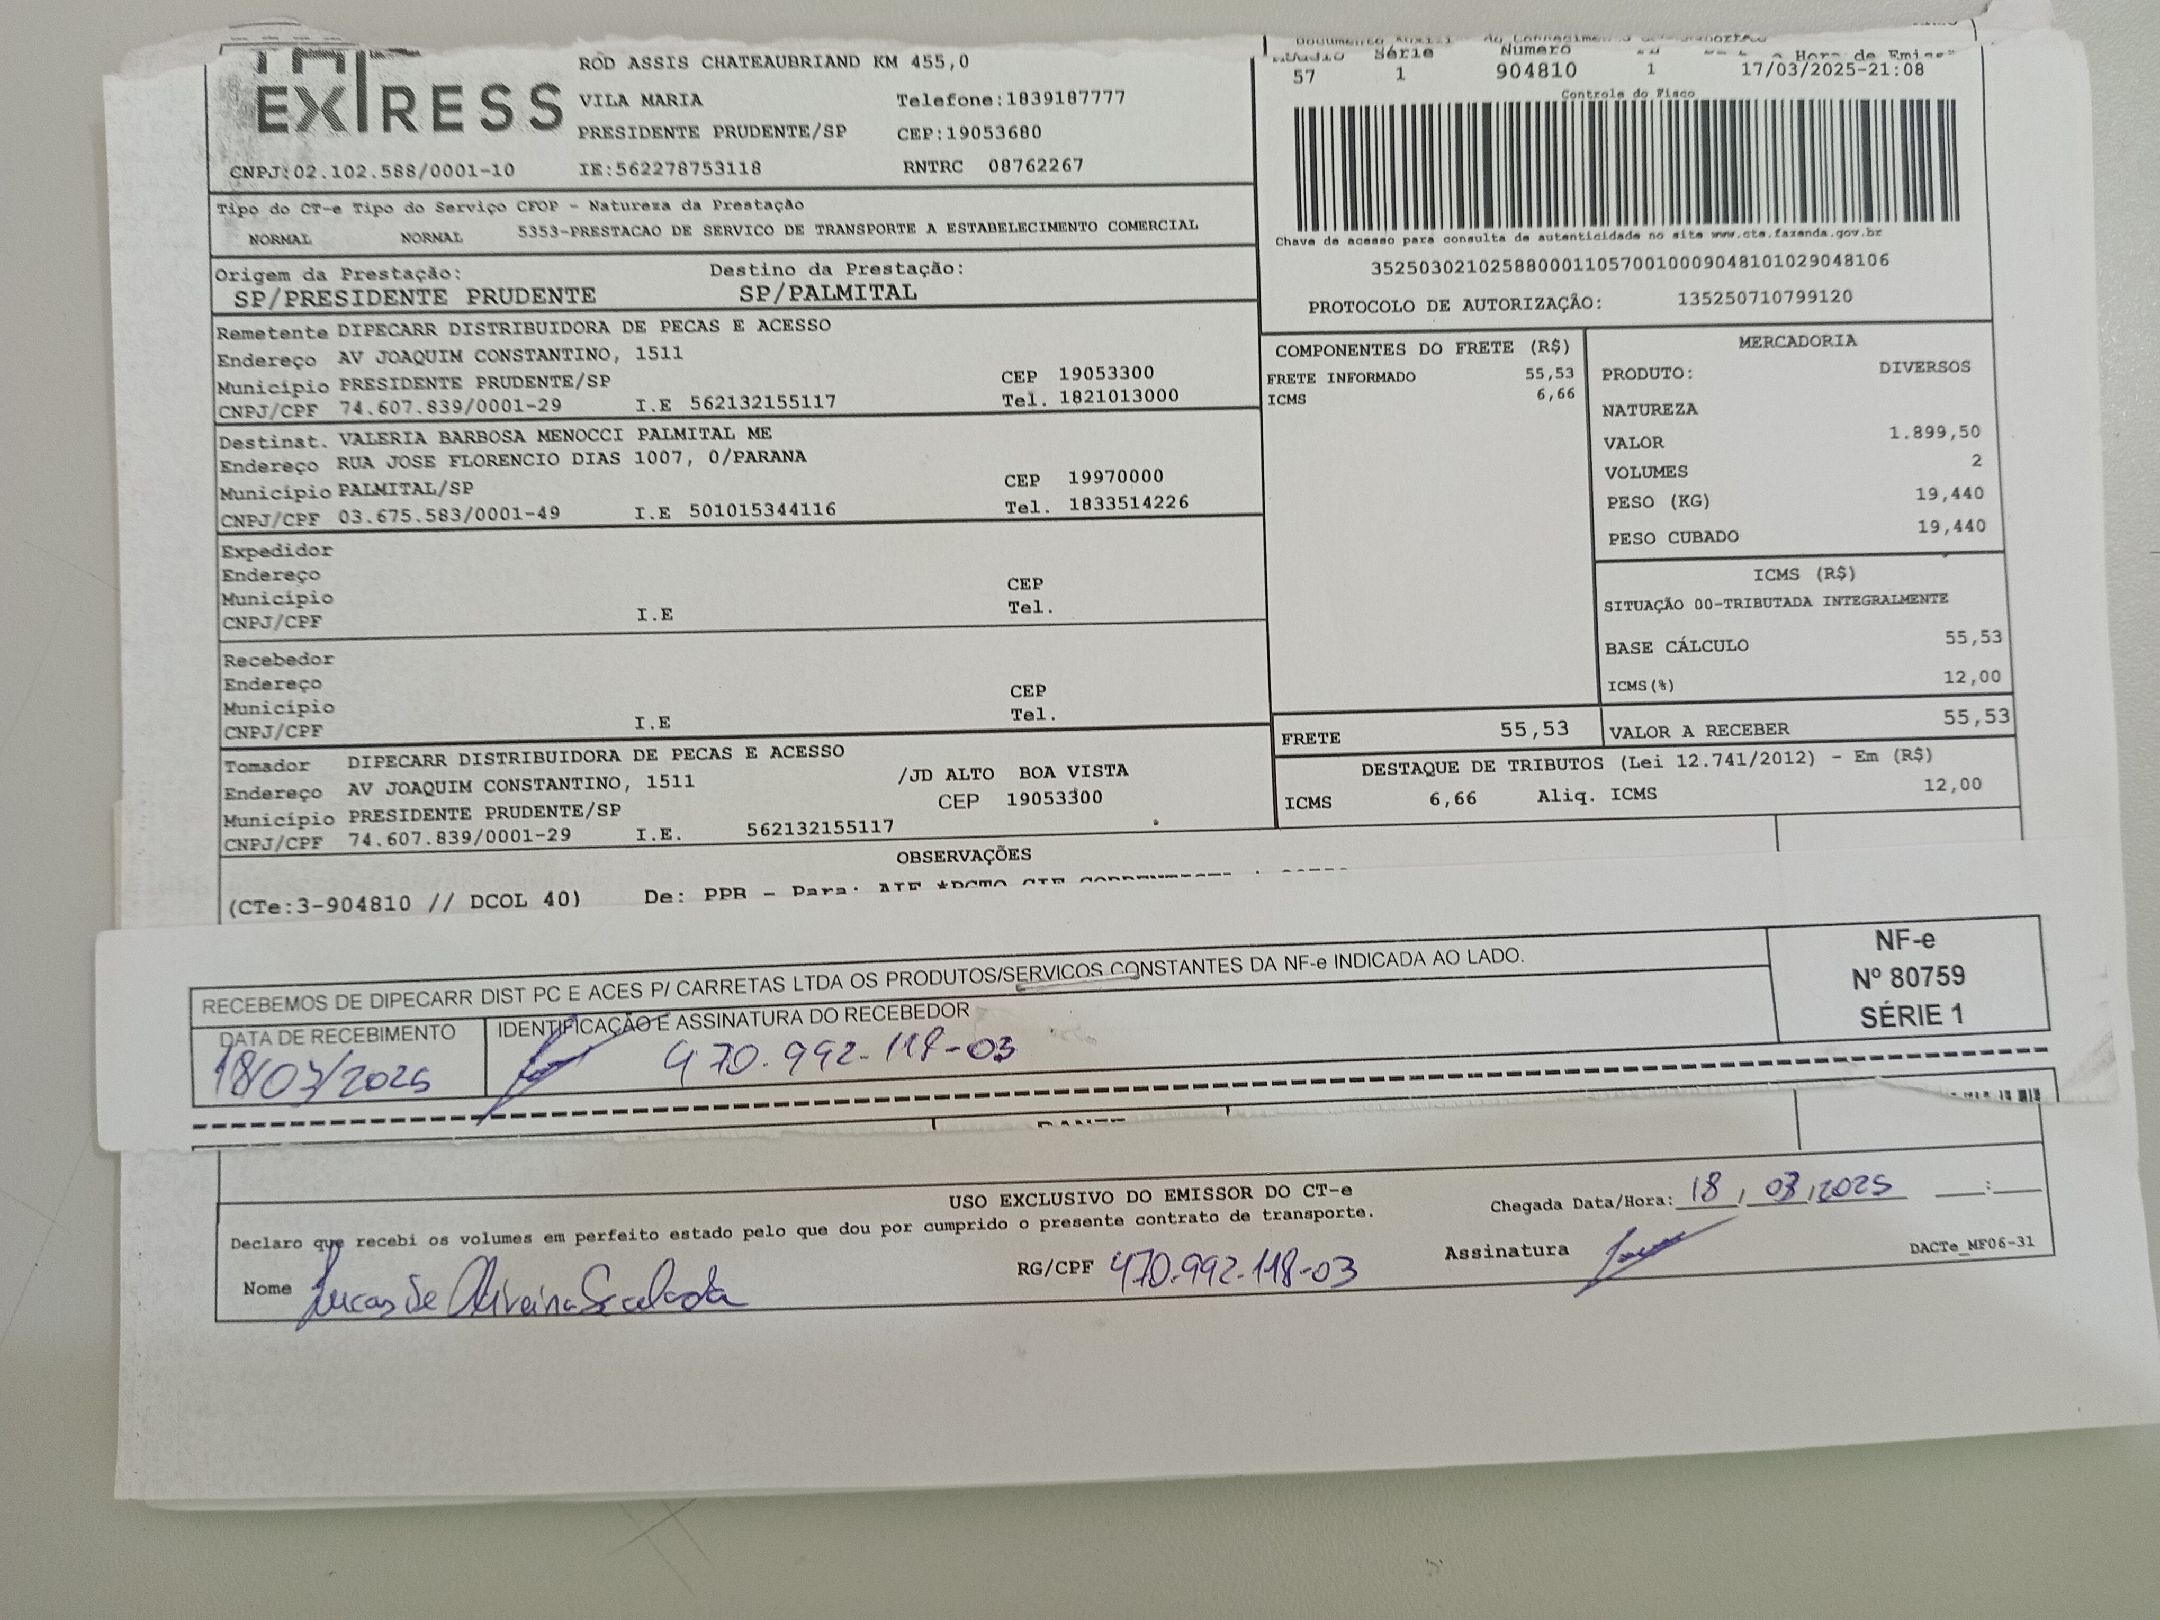 EXPRESS
ROD ASSIS CHATEAUBRIAND KM 455,0
VILA MARIA Telefone:1839187777
PRESIDENTE PRUDENTE/SP CEP:19053680
CNPJ:02.102.588/0001-10 IE:562278753118 RNTRC 08762267
Série Número Hora de
57 1 904810 1 17/03/2025-21:08
Controle do Fisco
Chave de acesso para consulta de autenticidade no site www.cte.fazenda.gov.br
35250302102588000110570010009048101029048106
PROTOCOLO DE AUTORIZAÇÃO: 135250710799120
Tipo do CT-e Tipo do Serviço CFOP - Natureza da Prestação
NORMAL NORMAL 5353-PRESTACAO DE SERVICO DE TRANSPORTE A ESTABELECIMENTO COMERCIAL
Origem da Prestação: Destino da Prestação:
SP/PRESIDENTE PRUDENTE SP/PALMITAL
Remetente DIPECARR DISTRIBUIDORA DE PECAS E ACESSO
Endereço AV JOAQUIM CONSTANTINO, 1511
Município PRESIDENTE PRUDENTE/SP CEP 19053300
CNPJ/CPF 74.607.839/0001-29 I.E 562132155117 Tel. 1821013000
Destinat. VALERIA BARBOSA MENOCCI PALMITAL ME
Endereço RUA JOSE FLORENCIO DIAS 1007, 0/PARANA
Município PALMITAL/SP CEP 19970000
CNPJ/CPF 03.675.583/0001-49 I.E 501015344116 Tel. 1833514226
Expedidor
Endereço
Município CEP
CNPJ/CPF I.E Tel.
Recebedor
Endereço
Município CEP
CNPJ/CPF I.E Tel.
Tomador DIPECARR DISTRIBUIDORA DE PECAS E ACESSO
Endereço AV JOAQUIM CONSTANTINO, 1511 /JD ALTO BOA VISTA
Município PRESIDENTE PRUDENTE/SP CEP 19053300
CNPJ/CPF 74.607.839/0001-29 I.E. 562132155117
COMPONENTES DO FRETE (R$)
FRETE INFORMADO 55,53
ICMS 6,66
MERCADORIA
PRODUTO: DIVERSOS
NATUREZA
VALOR 1.899,50
VOLUMES 2
PESO (KG) 19,440
PESO CUBADO 19,440
ICMS (R$)
SITUAÇÃO 00-TRIBUTADA INTEGRALMENTE
BASE CÁLCULO 55,53
ICMS(%) 12,00
FRETE 55,53 VALOR A RECEBER 55,53
DESTAQUE DE TRIBUTOS (Lei 12.741/2012) - Em (R$)
ICMS 6,66 Aliq. ICMS 12,00
OBSERVAÇÕES
(CTe:3-904810 // DCOL 40) De: PPR - Para:
RECEBEMOS DE DIPECARR DIST PC E ACES P/ CARRETAS LTDA OS PRODUTOS/SERVICOS CONSTANTES DA NF-e INDICADA AO LADO.
DATA DE RECEBIMENTO IDENTIFICAÇÃO E ASSINATURA DO RECEBEDOR
18/03/2025 470.992.118-03
NF-e
Nº 80759
SÉRIE 1
USO EXCLUSIVO DO EMISSOR DO CT-e
Declaro que recebi os volumes em perfeito estado pelo que dou por cumprido o presente contrato de transporte.
Chegada Data/Hora: 18/03/2025 __:__
Nome Lucas de Oliveira RG/CPF 470.992.118-03 Assinatura
DACTe_MF06-31